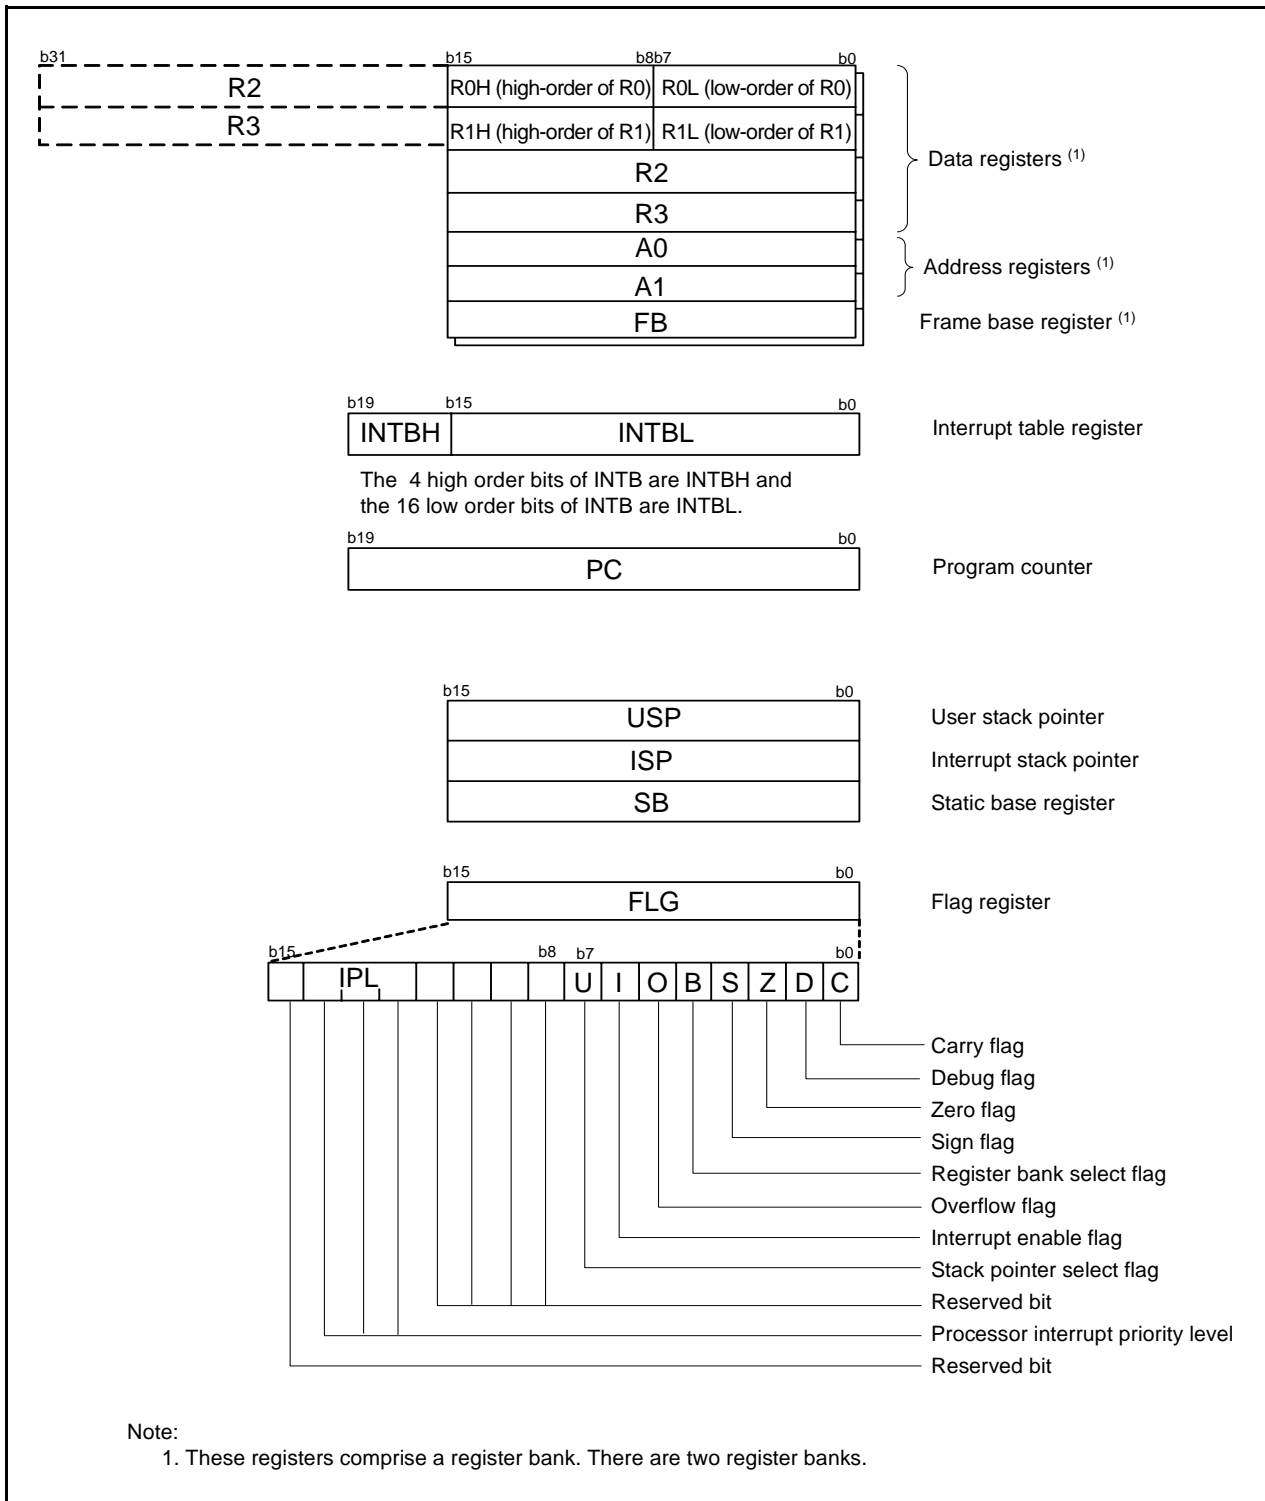 b31 b15 b8b7 b0
R2 R0H (high-order of R0) R0L (low-order of R0)
R3 R1H (high-order of R1) R1L (low-order of R1)
R2
R3
Data registers (1)
A0
A1
Address registers (1)
FB Frame base register (1)
b19 b15 b0
INTBH INTBL Interrupt table register
The 4 high order bits of INTB are INTBH and
the 16 low order bits of INTB are INTBL.
b19 b0
PC Program counter
b15 b0
USP User stack pointer
ISP Interrupt stack pointer
SB Static base register
b15 b0
FLG Flag register
b15 b8 b7 b0
IPL U I O B S Z D C
Carry flag
Debug flag
Zero flag
Sign flag
Register bank select flag
Overflow flag
Interrupt enable flag
Stack pointer select flag
Reserved bit
Processor interrupt priority level
Reserved bit
Note:
1. These registers comprise a register bank. There are two register banks.